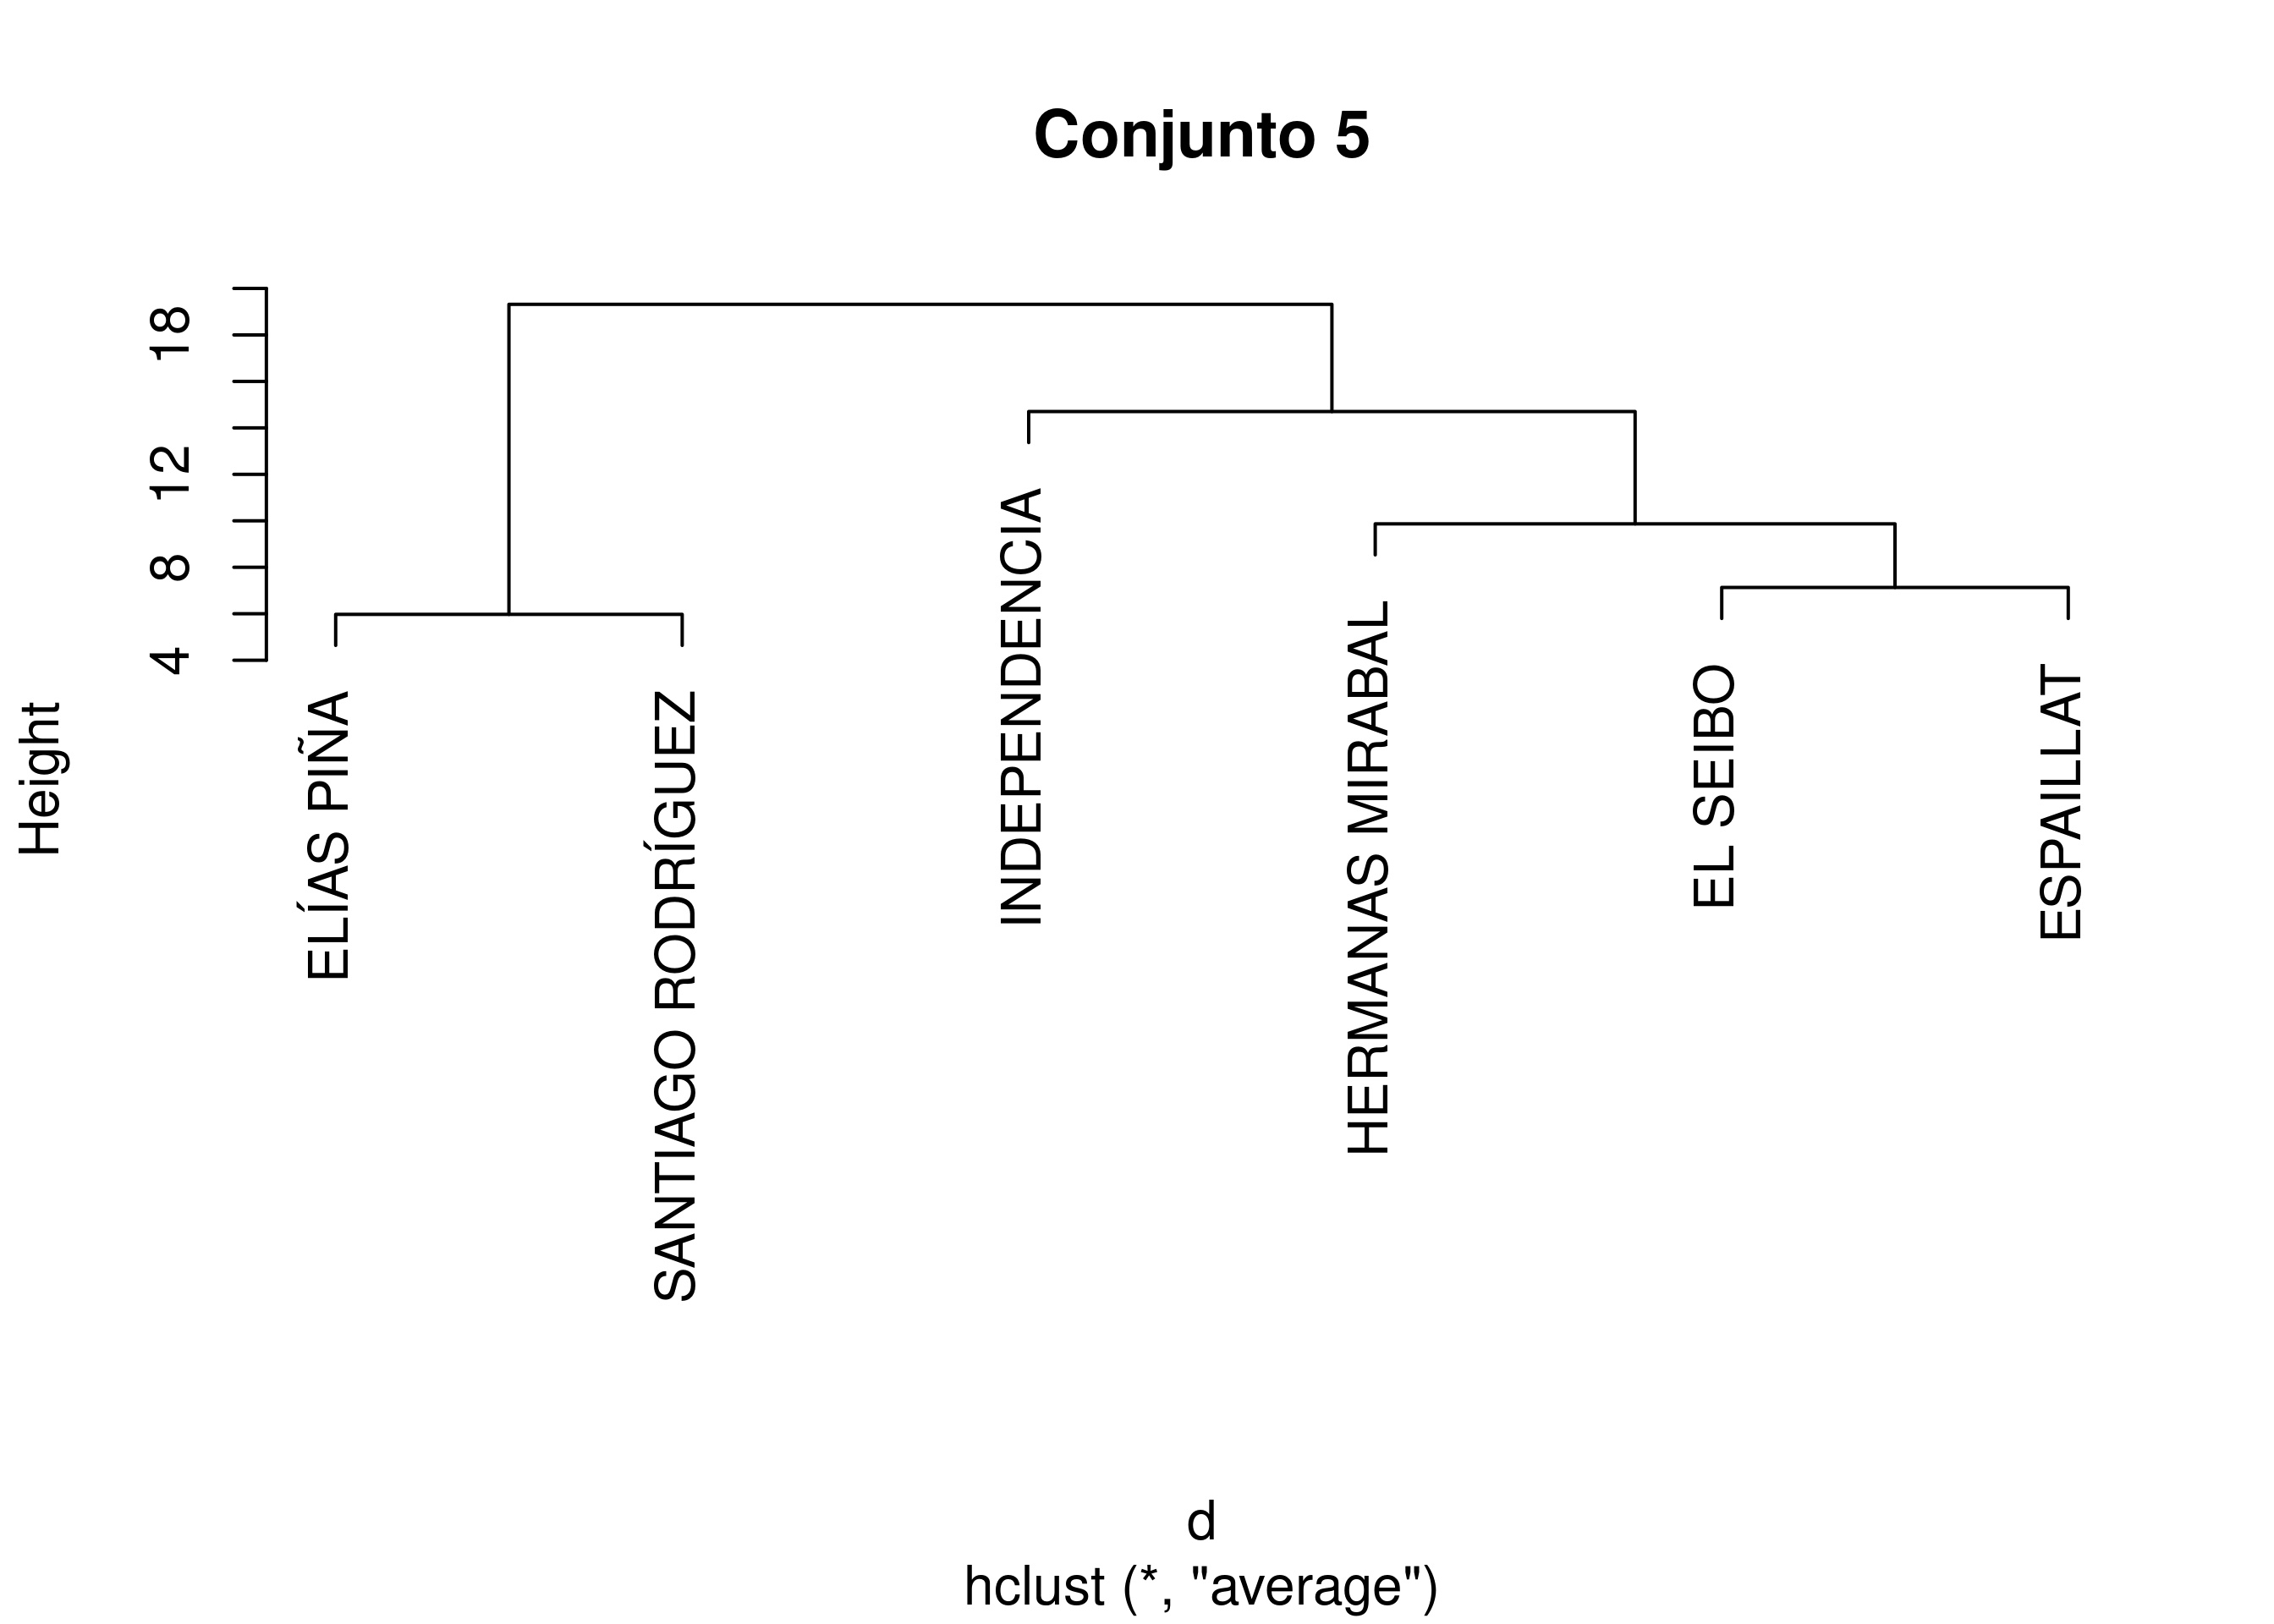 Conjunto 5
Height
18
12
8
4
ELÍAS PIÑA
SANTIAGO RODRÍGUEZ
INDEPENDENCIA
HERMANAS MIRABAL
EL SEIBO
ESPAILLAT
d
hclust (*, "average")